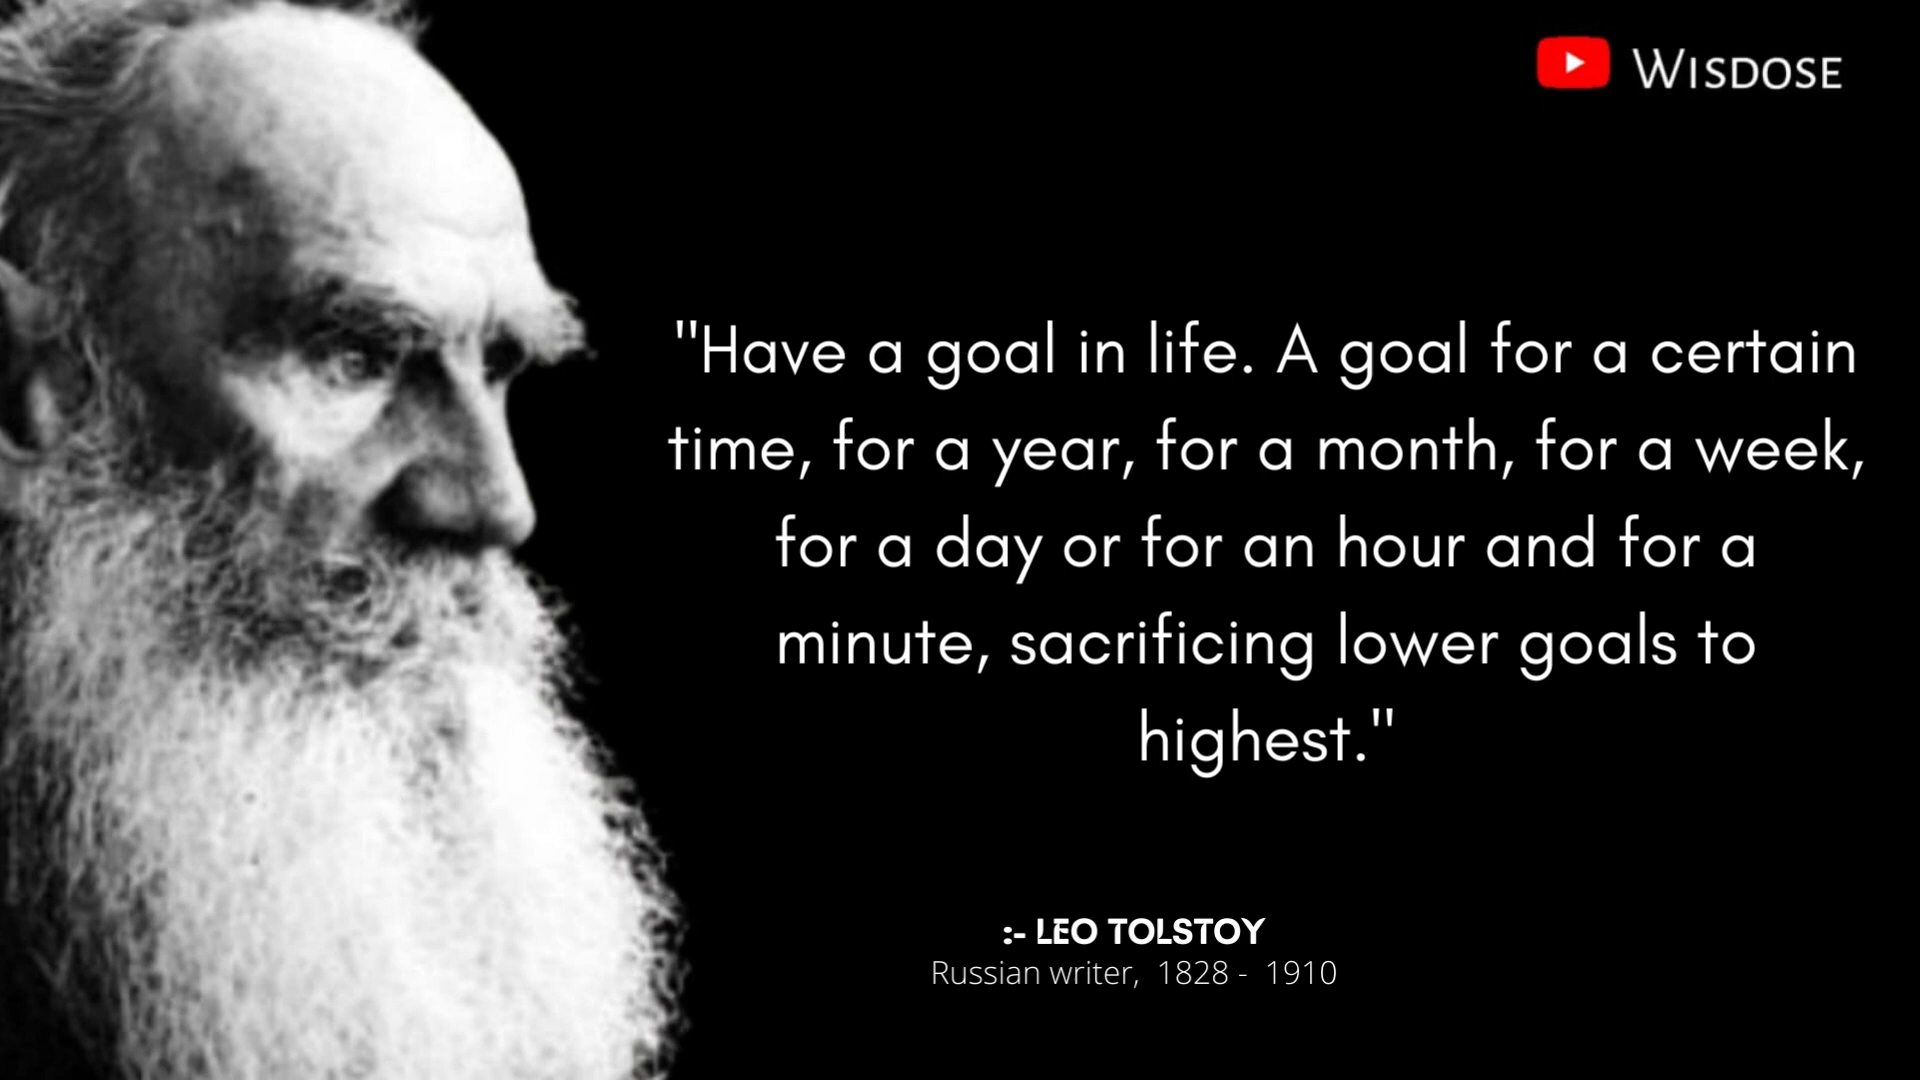 WISDOSE
"Have a goal in life. A goal for a certain
time, for a year, for a month, for a week,
for a day or for an hour and for a
minute, sacrificing lower goals to
highest."
:- LEO TOLSTOY
Russian writer, 1828 - 1910